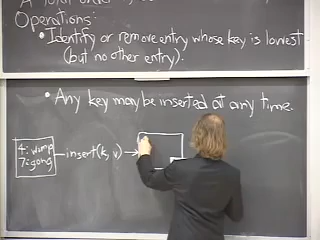 Operations:
• Identify or remove entry whose key is lowest
(but no other entry).
• Any key may be inserted at any time.
4: womp
7: gong
insert(k, v)